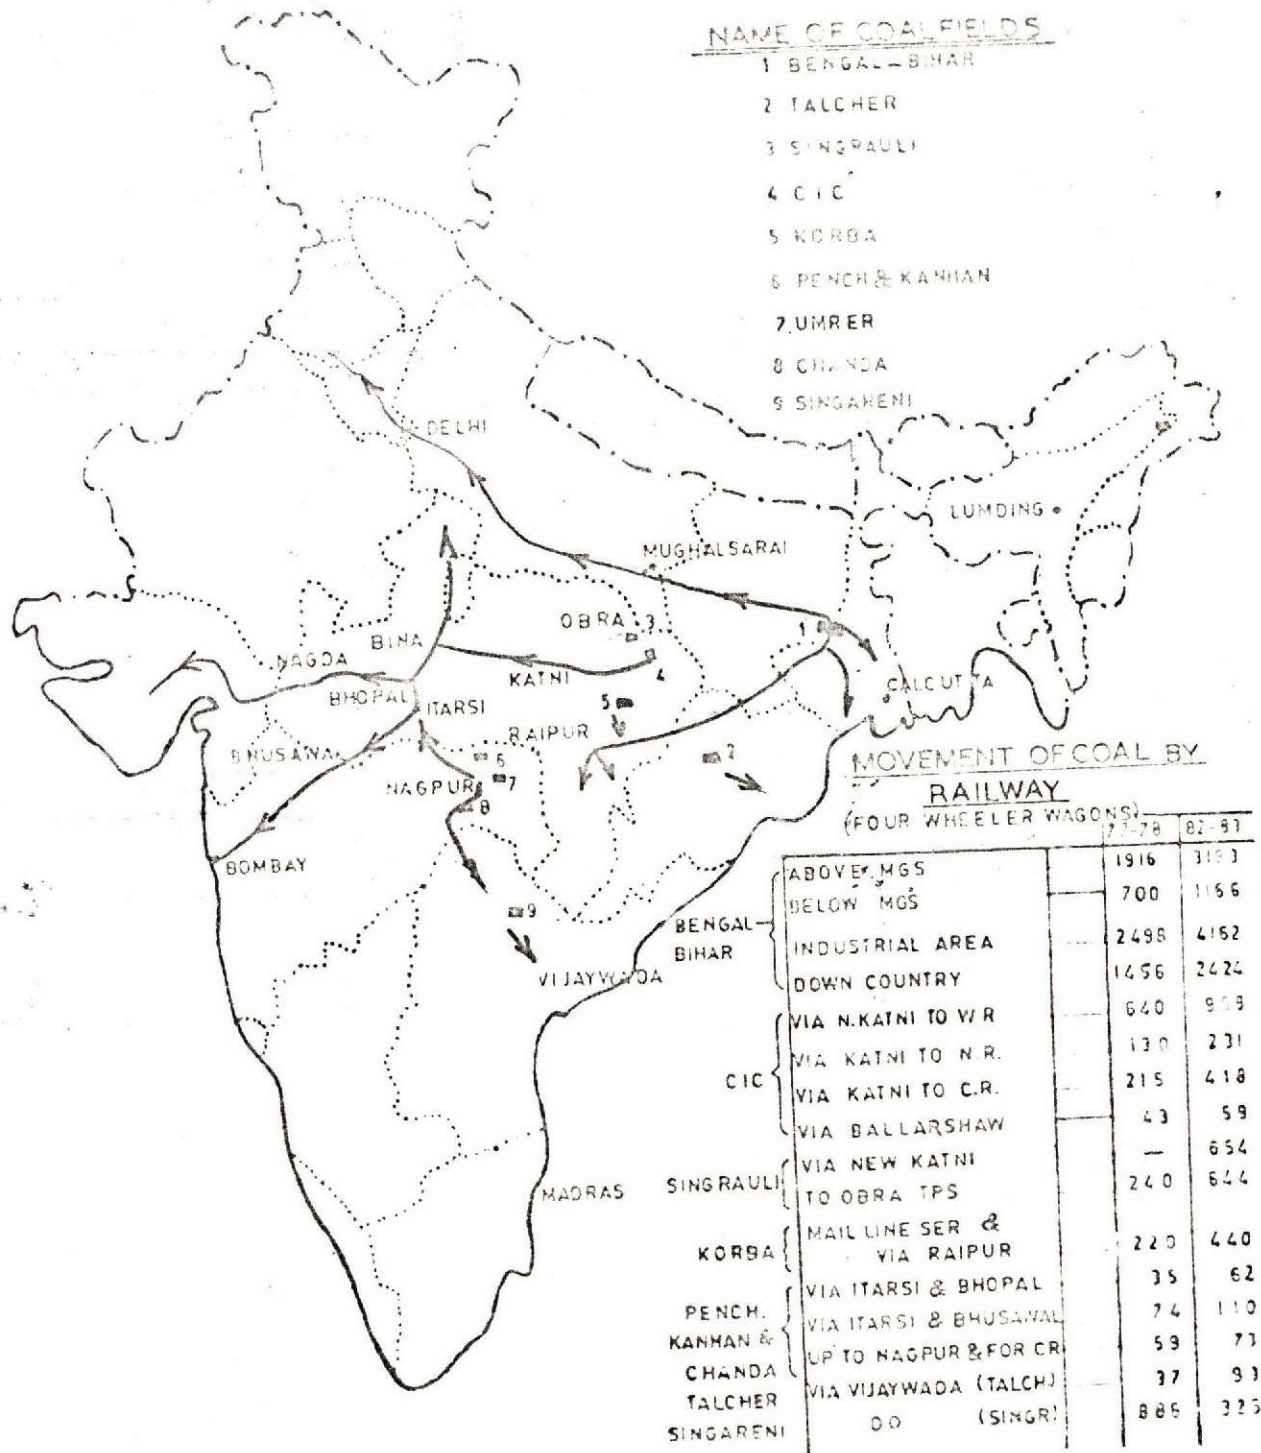 NAME OF COALFIELDS
1 BENGAL-BIHAR
2 TALCHER
3 SINGRAULI
4 C I C
5 KORBA
6 PENCH & KANHAN
7 UMRER
8 CHANDA
9 SINGARENI
DELHI
LUMDING
MUGHALSARAI
OBRA 3
1
BINA
NAGDA
KATNI
4
CALCUTTA
BHOPAL
ITARSI
5
RAIPUR
2
BHUSAWAL
6
NAGPUR
7
8
BOMBAY
9
VIJAYWADA
MADRAS
MOVEMENT OF COAL BY
RAILWAY
(FOUR WHEELER WAGONS)
77-78 82-83
BENGAL-
BIHAR
ABOVE MGS 1916
BELOW MGS 700 1166
INDUSTRIAL AREA 2498 4162
DOWN COUNTRY 1456 2424
CIC
VIA N.KATNI TO W R 640
VIA KATNI TO N.R. 130 231
VIA KATNI TO C.R. 215 418
VIA BALLARSHAW 43 59
SINGRAULI
VIA NEW KATNI — 654
TO OBRA TPS 240 644
KORBA
MAIL LINE SER &
VIA RAIPUR 220 440
PENCH.
KANHAN &
CHANDA
VIA ITARSI & BHOPAL 35 62
VIA ITARSI & BHUSAWAL 74 110
UP TO NAGPUR & FOR CR 59 73
TALCHER
VIA VIJAYWADA (TALCH) 37 93
SINGARENI
DO (SINGR) 886